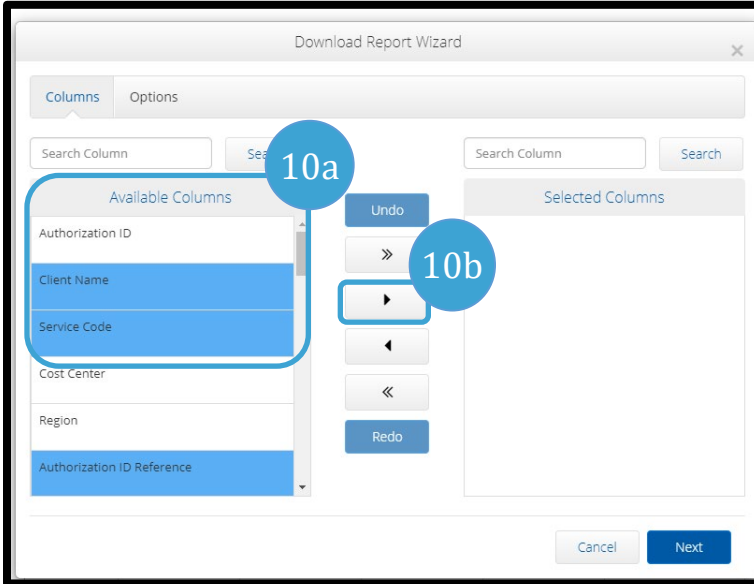 Download Report Wizard
×
Columns Options
Search Column
10a
Search Column Search
Available Columns
Undo
Selected Columns
Authorization ID
»
10b
Client Name
Service Code
Cost Center
«
Region
Redo
Authorization ID Reference
Cancel Next